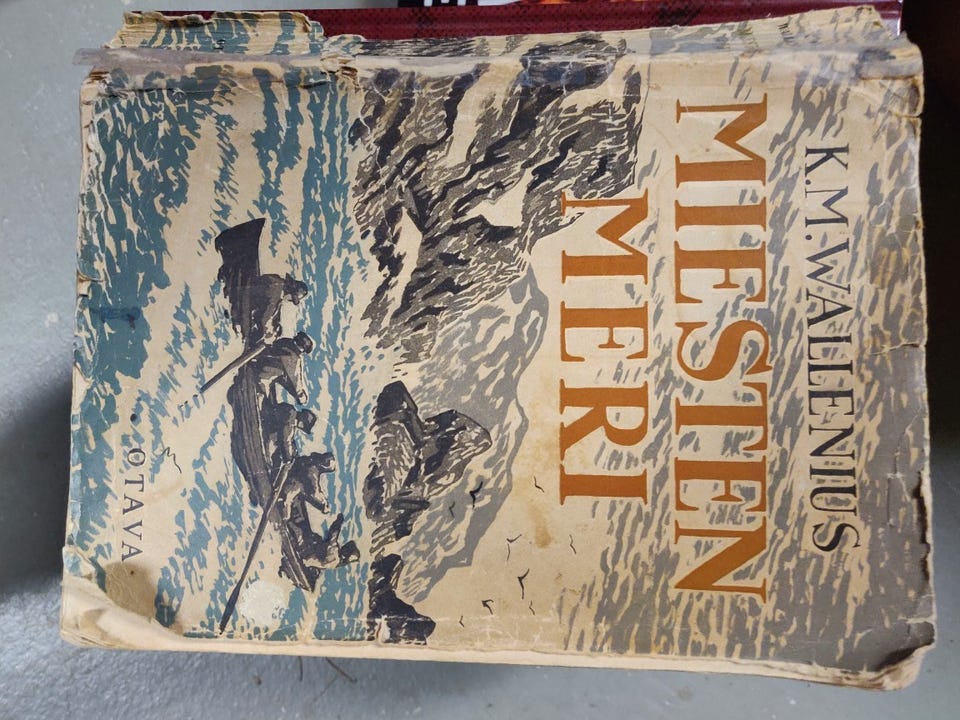 K.M.WALLENIUS
MIESTEN
MERI
OTAVA